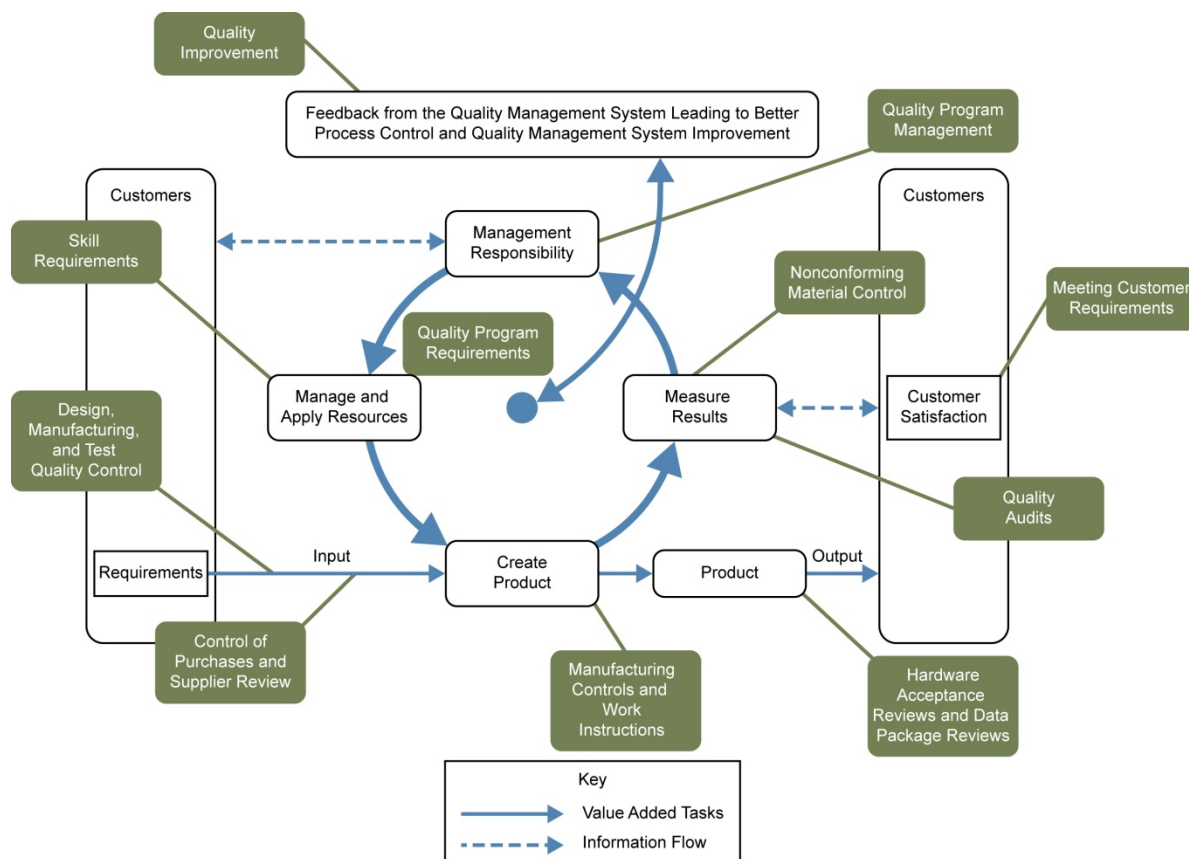 Quality
Improvement
Feedback from the Quality Management System Leading to Better
Process Control and Quality Management System Improvement
Quality Program
Management
Customers
Customers
Skill
Requirements
Management
Responsibility
Nonconforming
Material Control
Meeting Customer
Requirements
Quality Program
Requirements
Manage and
Apply Resources
Measure
Results
Customer
Satisfaction
Design,
Manufacturing,
and Test
Quality Control
Quality
Audits
Requirements
Input
Create
Product
Product
Output
Control of
Purchases and
Supplier Review
Manufacturing
Controls and
Work
Instructions
Hardware
Acceptance
Reviews and Data
Package Reviews
Key
Value Added Tasks
Information Flow